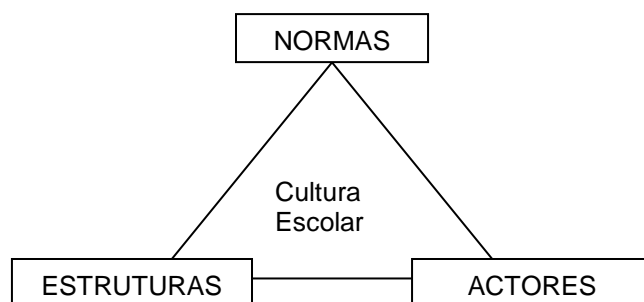 NORMAS
Cultura
Escolar
ESTRUTURAS
ACTORES